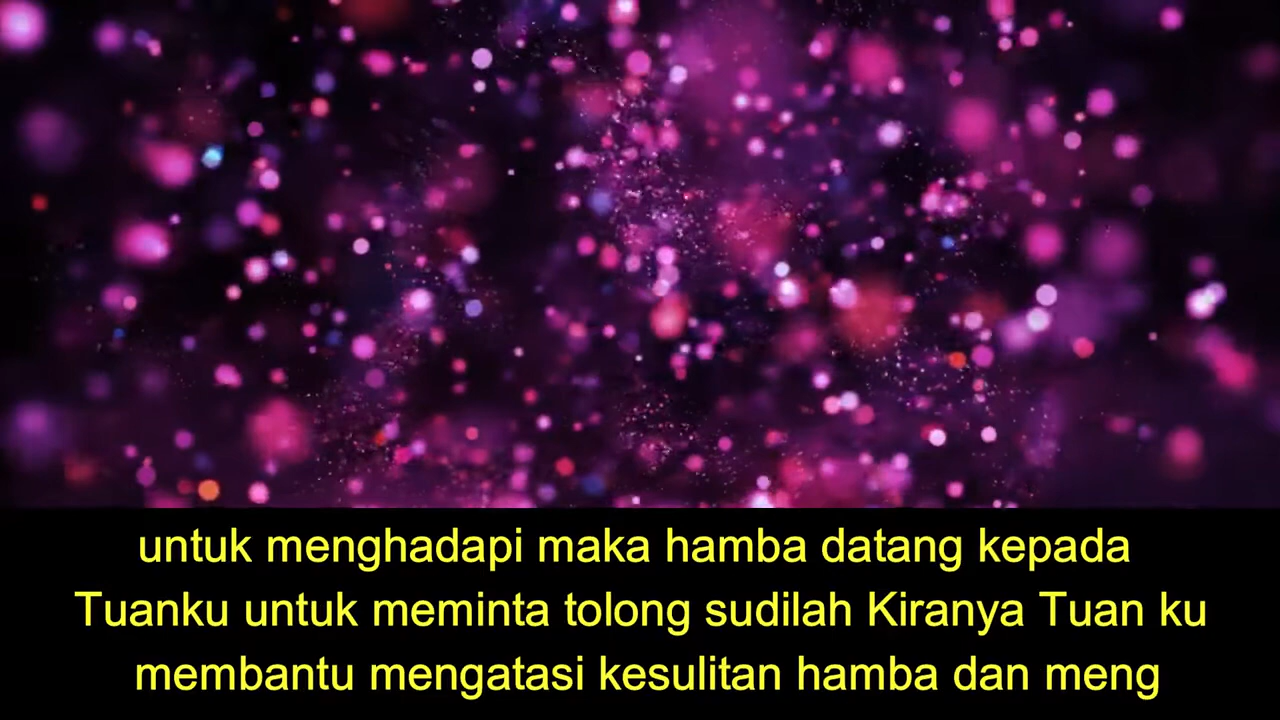 untuk menghadapi maka hamba datang kepada
Tuanku untuk meminta tolong sudilah Kiranya Tuan ku
membantu mengatasi kesulitan hamba dan meng